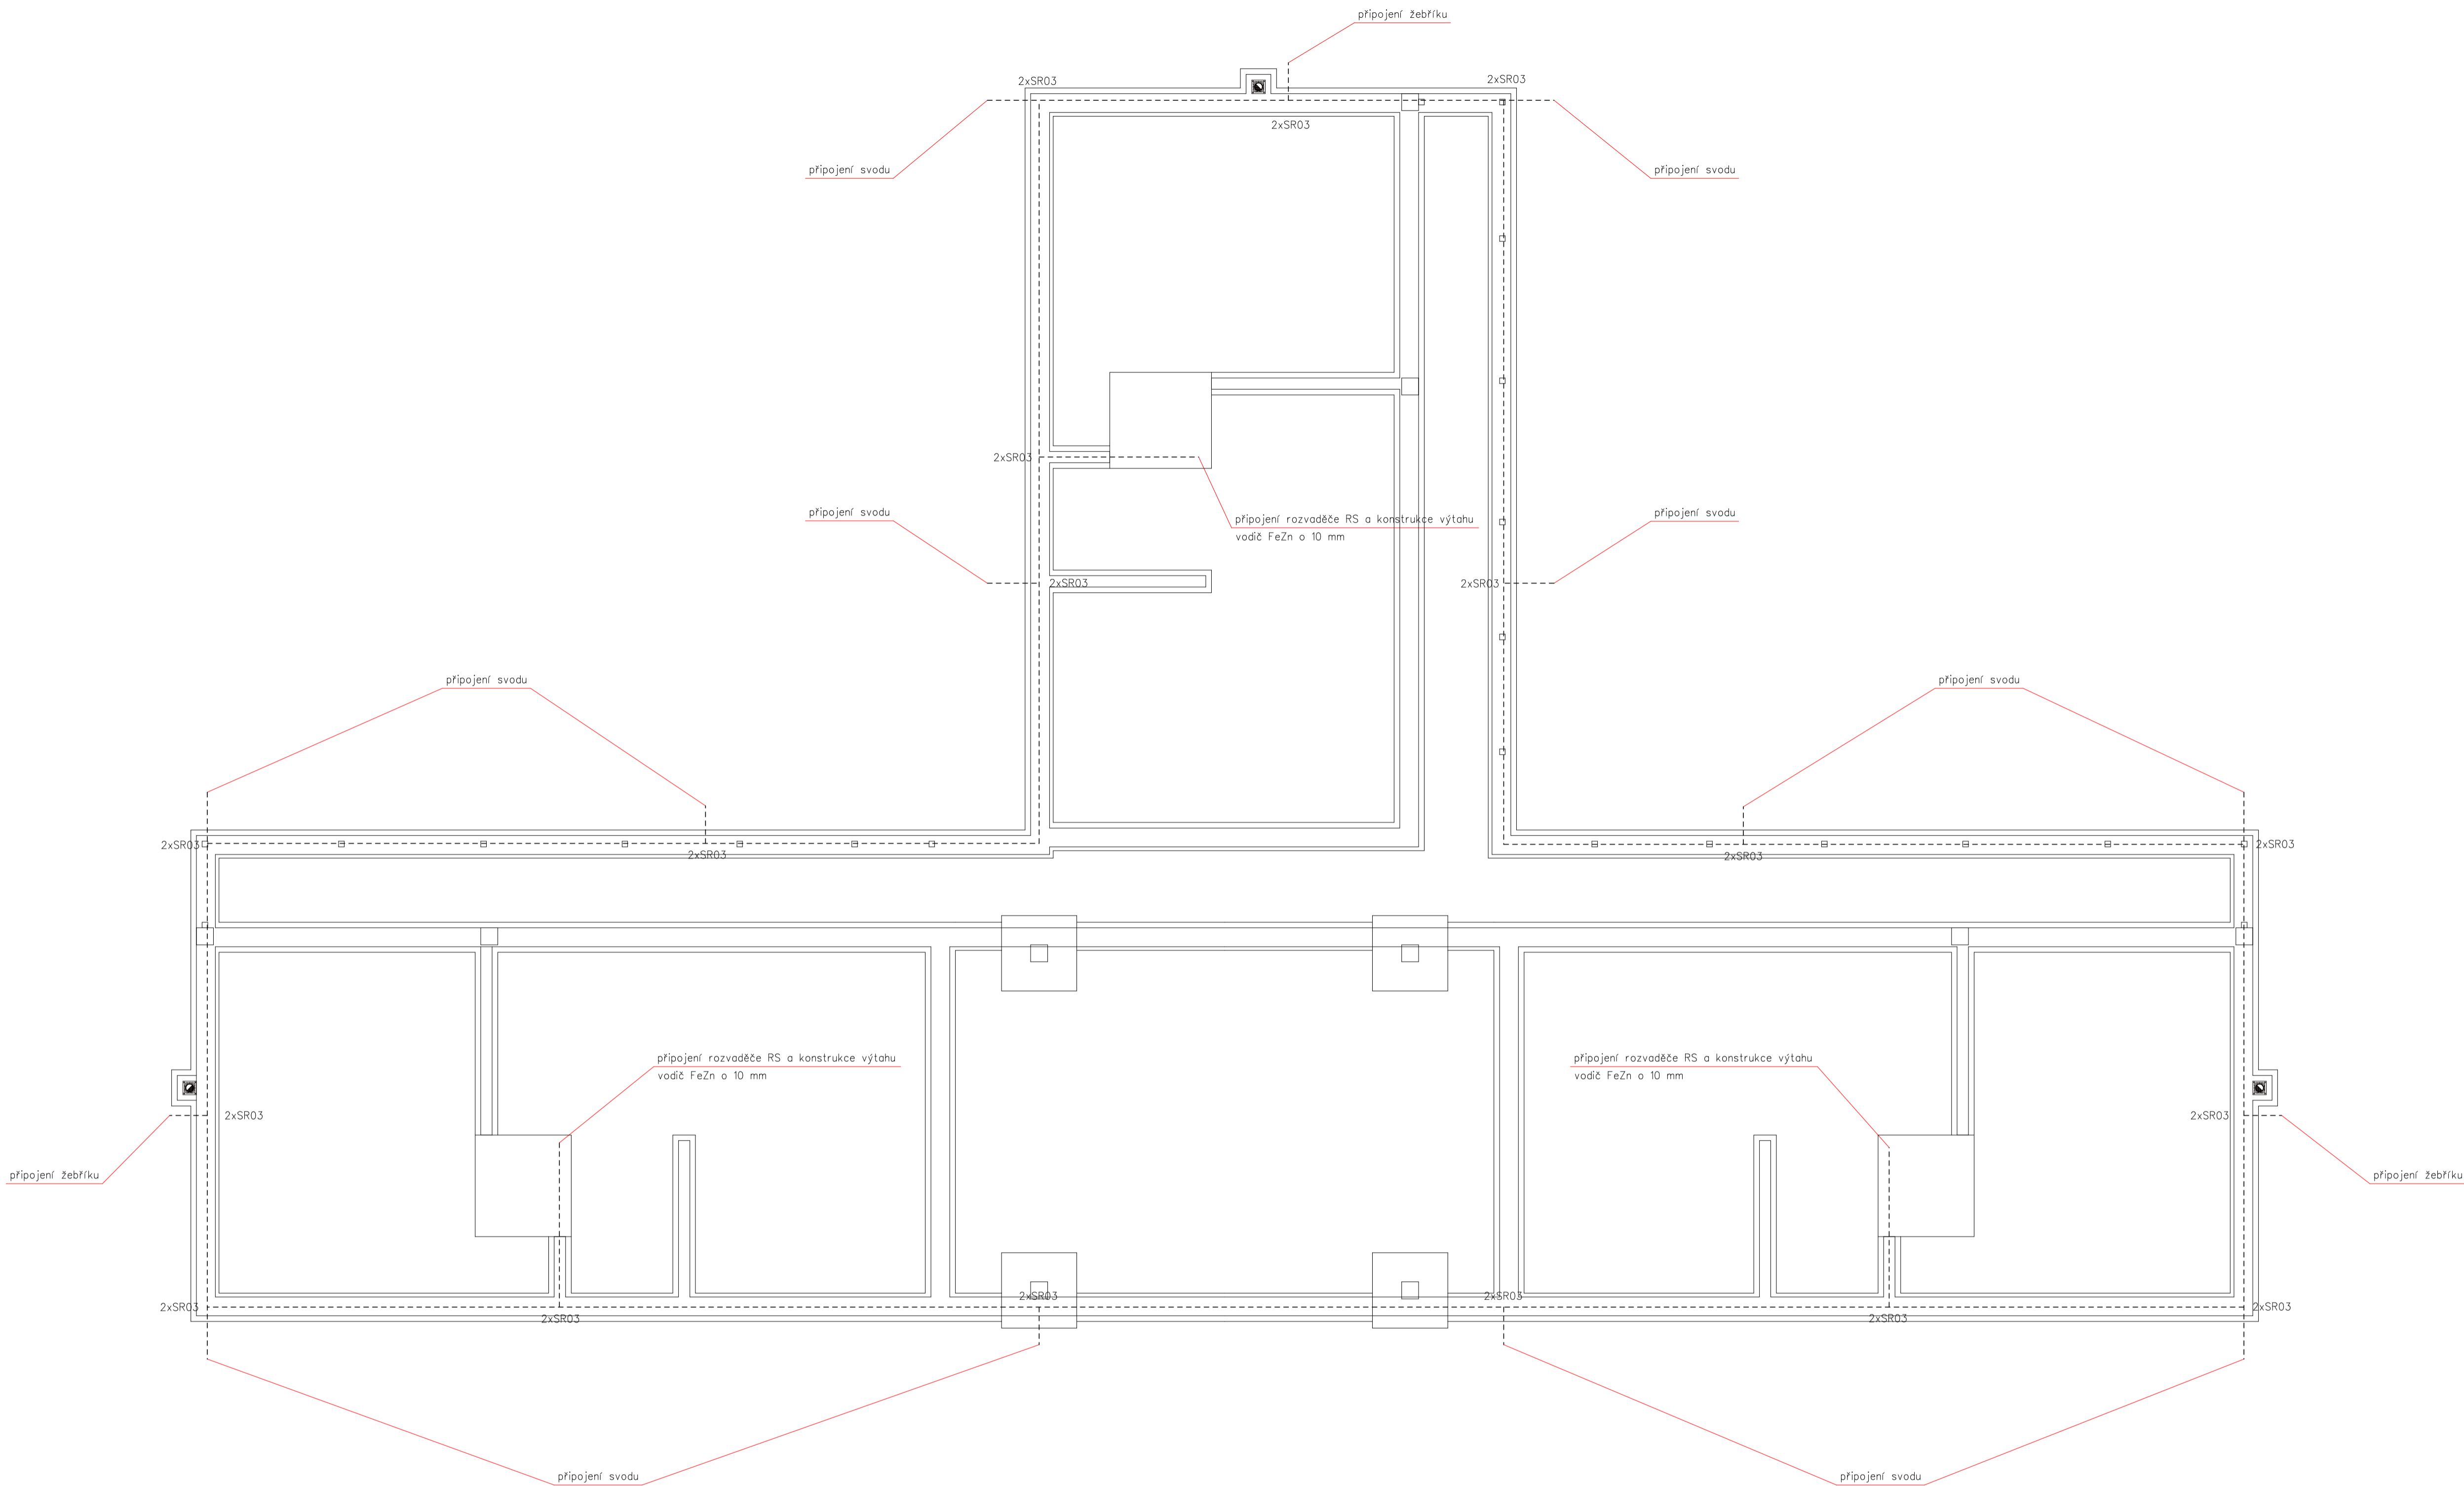 připojení žebříku
2xSR03
2xSR03
2xSR03
připojení svodu
připojení svodu
2xSR03
připojení svodu
připojení rozvaděče RS a konstrukce výtahu
vodič FeZn o 10 mm
připojení svodu
2xSR03
2xSR03
připojení svodu
připojení svodu
2xSR03
2xSR03
2xSR03
2xSR03
připojení rozvaděče RS a konstrukce výtahu
vodič FeZn o 10 mm
připojení rozvaděče RS a konstrukce výtahu
vodič FeZn o 10 mm
2xSR03
2xSR03
připojení žebříku
připojení žebříku
2xSR03
2xSR03
2xSR03
2xSR03
2xSR03
2xSR03
připojení svodu
připojení svodu